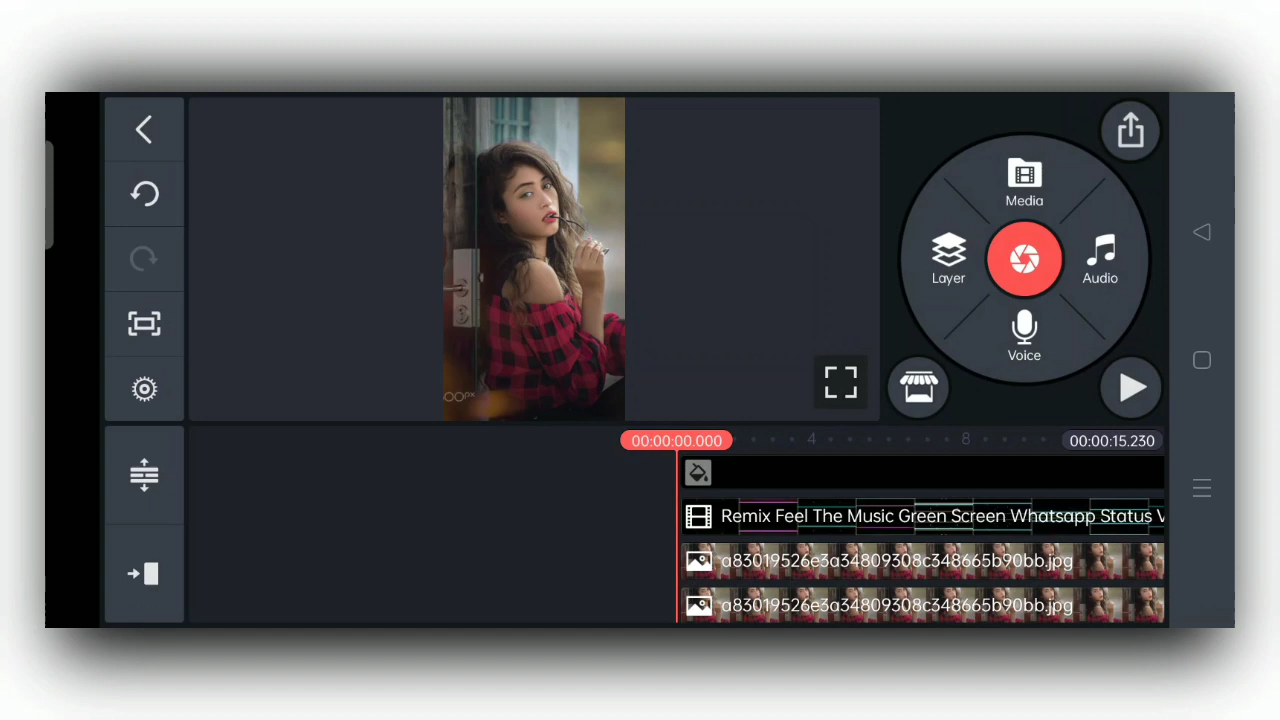 Media
Layer
Audio
Voice
00px
00:00:00.000
4
8
00:00:15.230
Remix Feel The Music Green Screen Whatsapp Status V
a83019526e3a34809308c348665b90bb.jpg
a83019526e3a34809308c348665b90bb.jpg